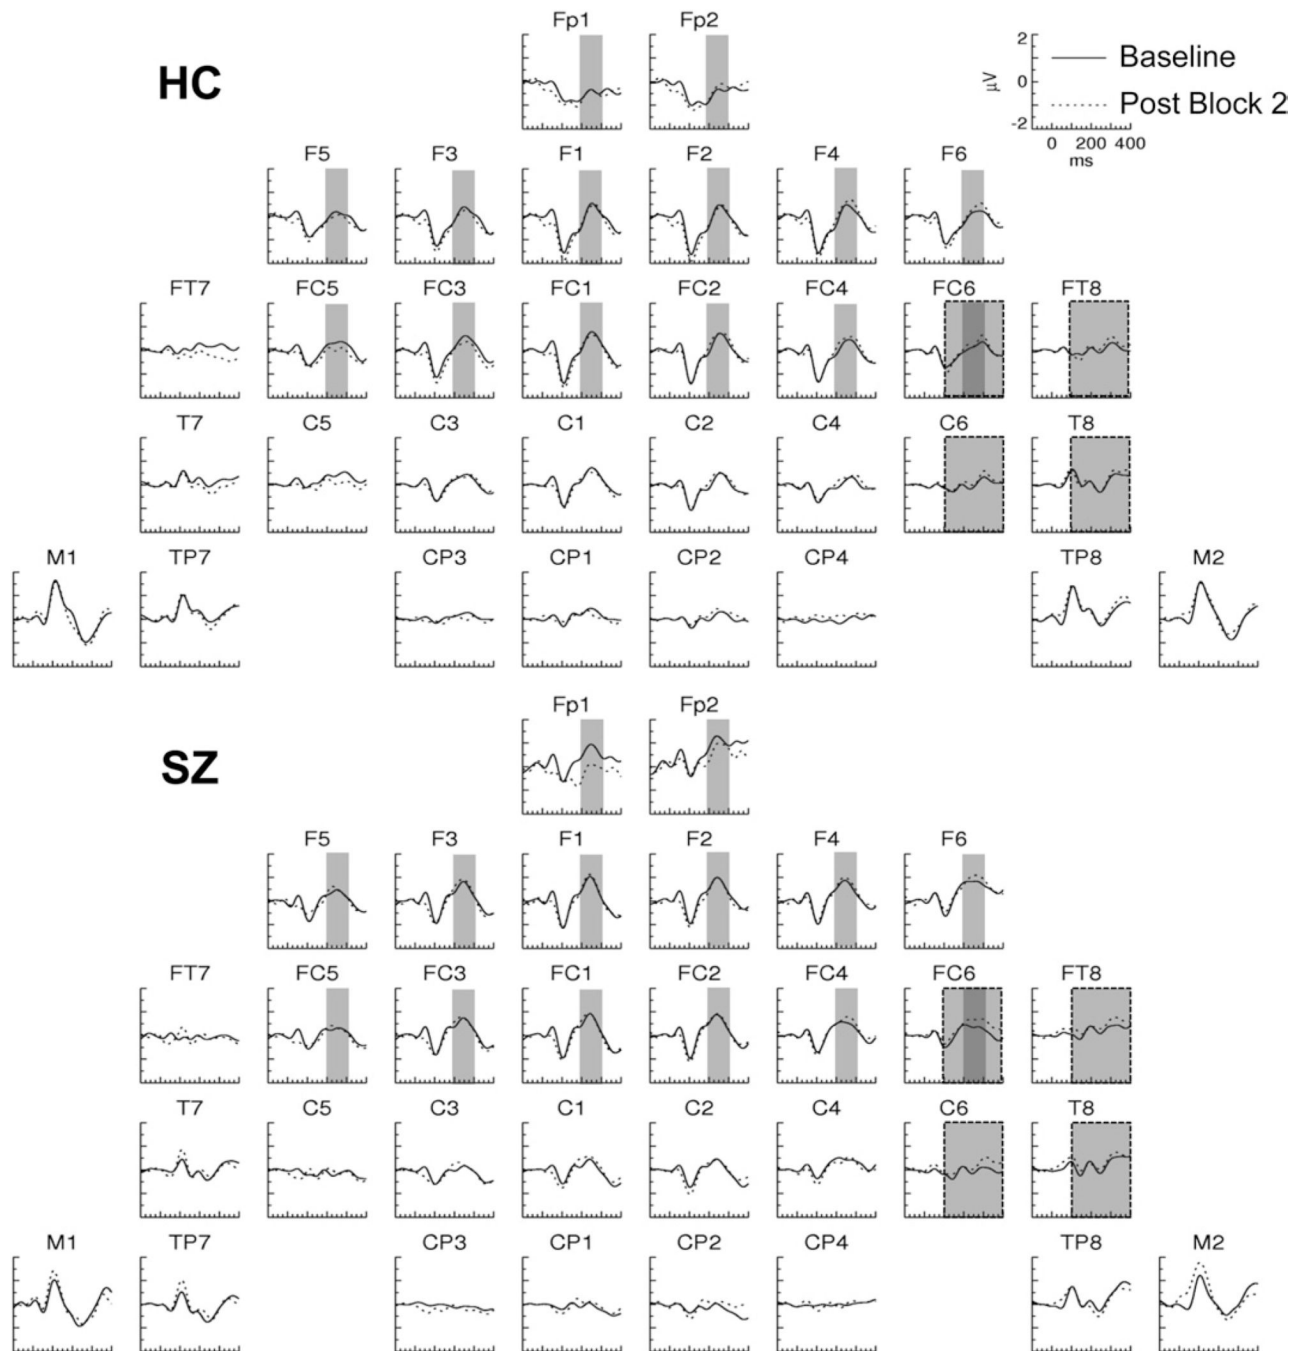 Fp1 Fp2
HC
2
0
-2
μV
Baseline
Post Block 2
0 200 400
ms
F5 F3 F1 F2 F4 F6
FT7 FC5 FC3 FC1 FC2 FC4 FC6 FT8
T7 C5 C3 C1 C2 C4 C6 T8
M1 TP7 CP3 CP1 CP2 CP4 TP8 M2
Fp1 Fp2
SZ
F5 F3 F1 F2 F4 F6
FT7 FC5 FC3 FC1 FC2 FC4 FC6 FT8
T7 C5 C3 C1 C2 C4 C6 T8
M1 TP7 CP3 CP1 CP2 CP4 TP8 M2